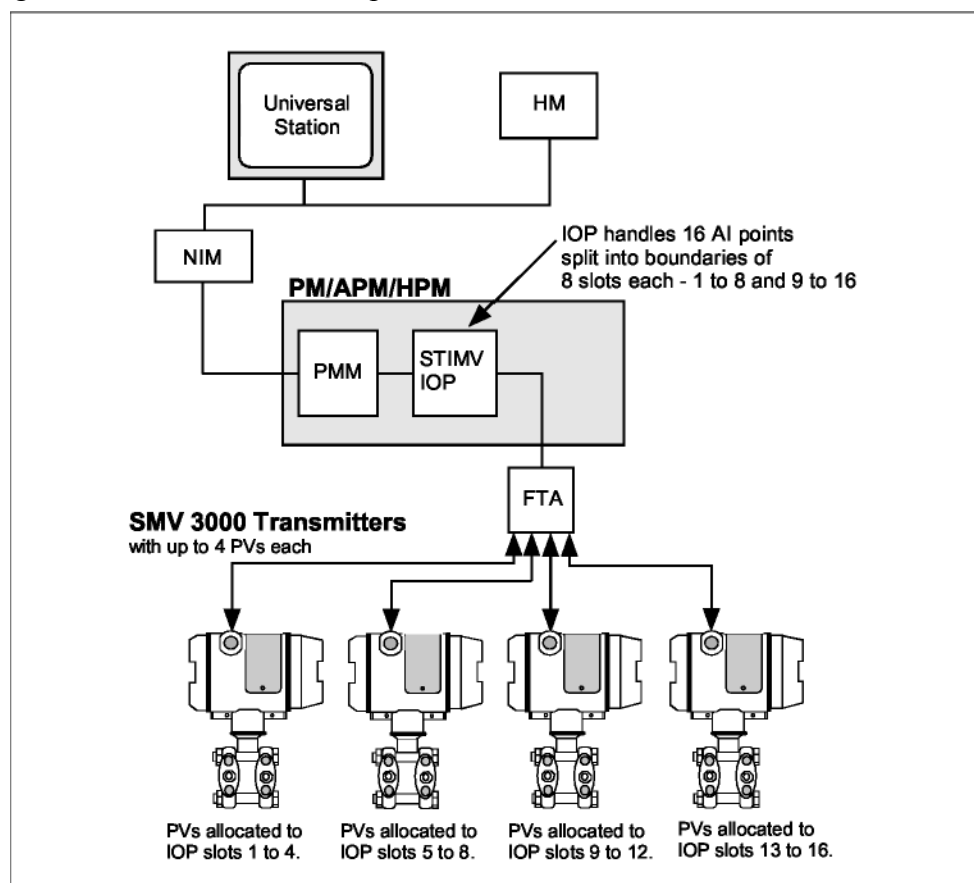 Universal
Station
HM
NIM
IOP handles 16 AI points
split into boundaries of
8 slots each - 1 to 8 and 9 to 16
PM/APM/HPM
PMM
STIMV
IOP
FTA
SMV 3000 Transmitters
with up to 4 PVs each
PVs allocated to
IOP slots 1 to 4.
PVs allocated to
IOP slots 5 to 8.
PVs allocated to
IOP slots 9 to 12.
PVs allocated to
IOP slots 13 to 16.